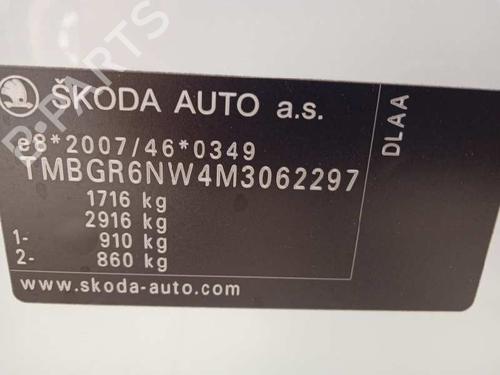 ŠKODA AUTO a.s.
e8*2007/46*0349
TMBGR6NW4M3062297
1716 kg
2916 kg
1- 910 kg
2- 860 kg
www.skoda-auto.com
DLAA
B-PARTS